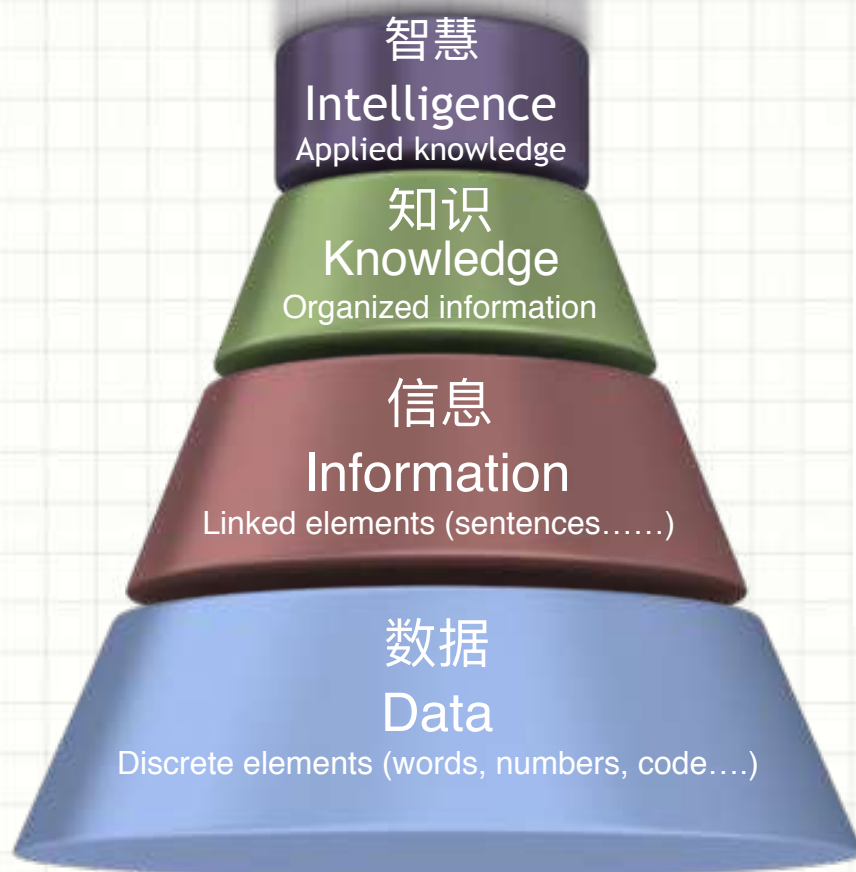 智慧
Intelligence
Applied knowledge
知识
Knowledge
Organized information
信息
Information
Linked elements (sentences……)
数据
Data
Discrete elements (words, numbers, code….)